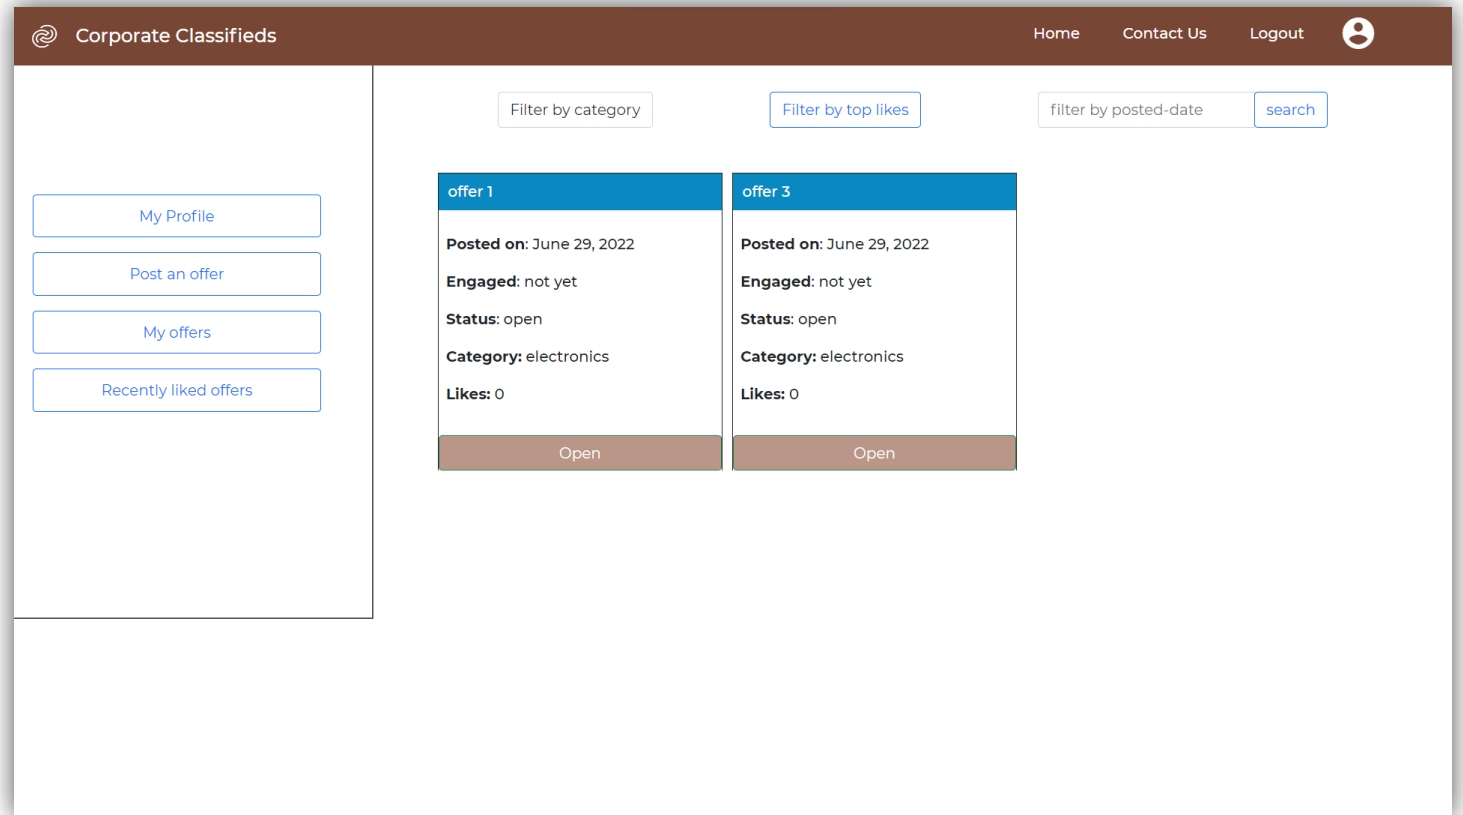 Corporate Classifieds
Home Contact Us Logout
Filter by category Filter by top likes filter by posted-date search
My Profile
Post an offer
My offers
Recently liked offers
offer 1
Posted on: June 29, 2022
Engaged: not yet
Status: open
Category: electronics
Likes: 0
Open
offer 3
Posted on: June 29, 2022
Engaged: not yet
Status: open
Category: electronics
Likes: 0
Open